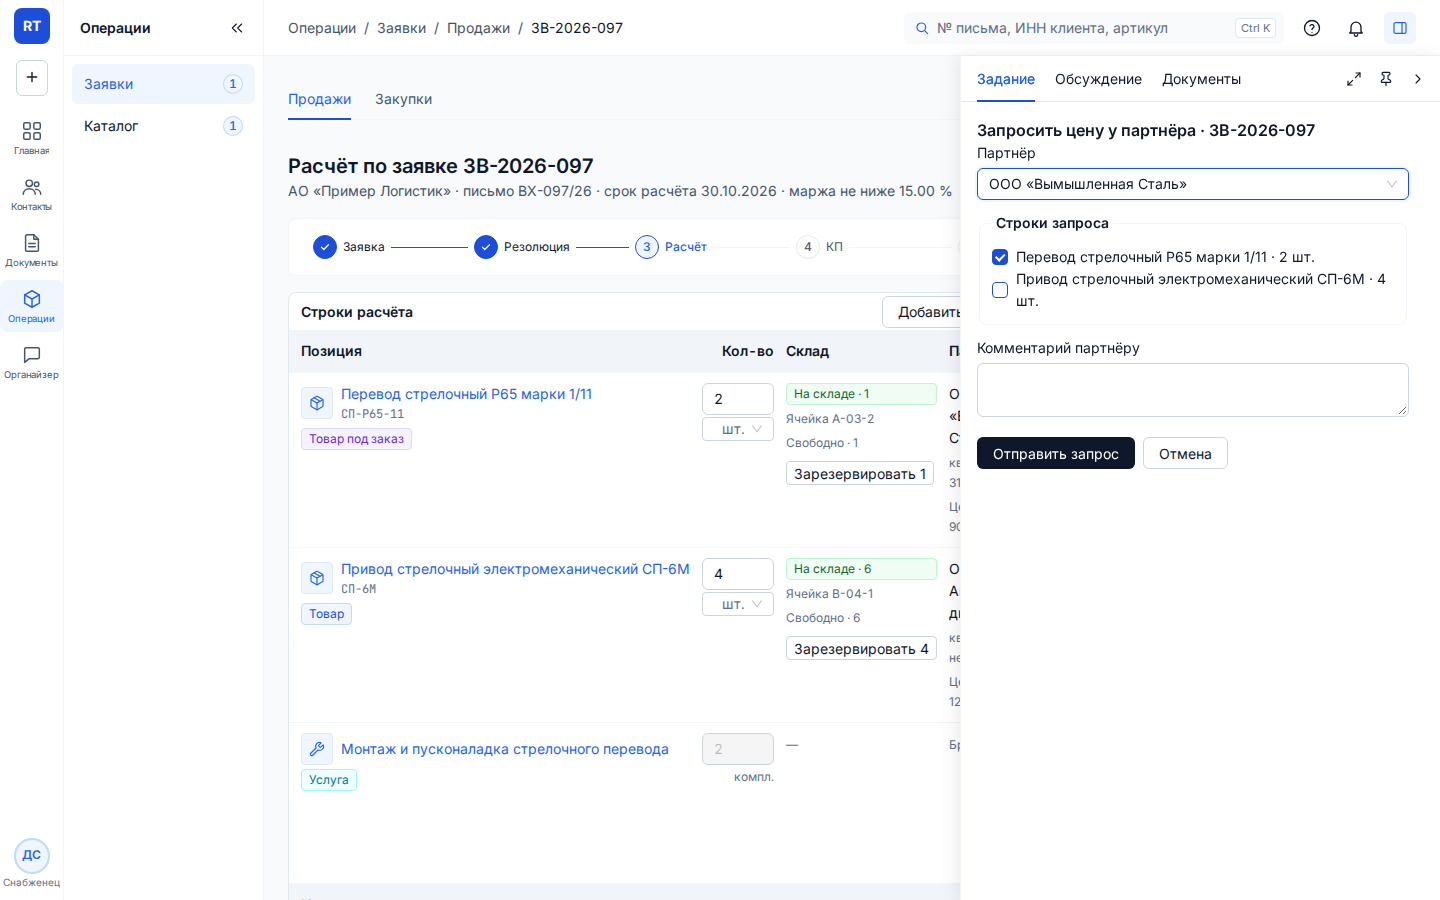 RT
Главная
Контакты
Документы
Операции
Органайзер
ДС
Снабженец
Операции
Заявки 1
Каталог 1
Операции / Заявки / Продажи / ЗВ-2026-097
№ письма, ИНН клиента, артикул Ctrl K
Продажи Закупки
Расчёт по заявке ЗВ-2026-097
АО «Пример Логистик» · письмо ВХ-097/26 · срок расчёта 30.10.2026 · маржа не ниже 15.00 %
Заявка Резолюция 3 Расчёт 4 КП
Строки расчёта
Добавить
Позиция Кол-во Склад
Перевод стрелочный Р65 марки 1/11
СП-Р65-11
Товар под заказ
2
шт.
На складе · 1
Ячейка A-03-2
Свободно · 1
Зарезервировать 1
Привод стрелочный электромеханический СП-6М
СП-6М
Товар
4
шт.
На складе · 6
Ячейка B-04-1
Свободно · 6
Зарезервировать 4
Монтаж и пусконаладка стрелочного перевода
Услуга
2
компл.
—
Задание Обсуждение Документы
Запросить цену у партнёра · ЗВ-2026-097
Партнёр
ООО «Вымышленная Сталь»
Строки запроса
Перевод стрелочный Р65 марки 1/11 · 2 шт.
Привод стрелочный электромеханический СП-6М · 4
шт.
Комментарий партнёру
Отправить запрос Отмена